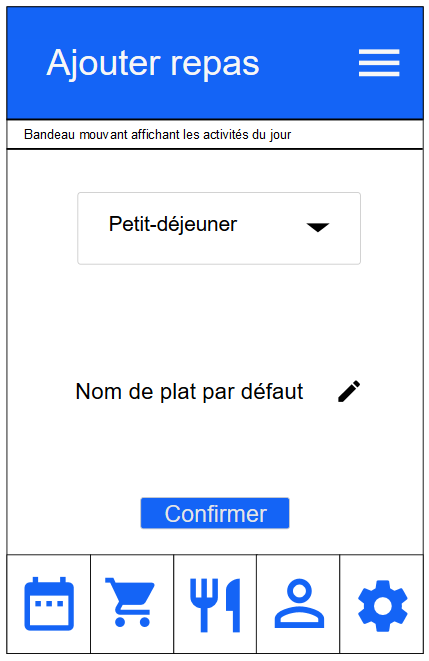 Ajouter repas
Bandeau mouvant affichant les activités du jour
Petit-déjeuner
Nom de plat par défaut
Confirmer